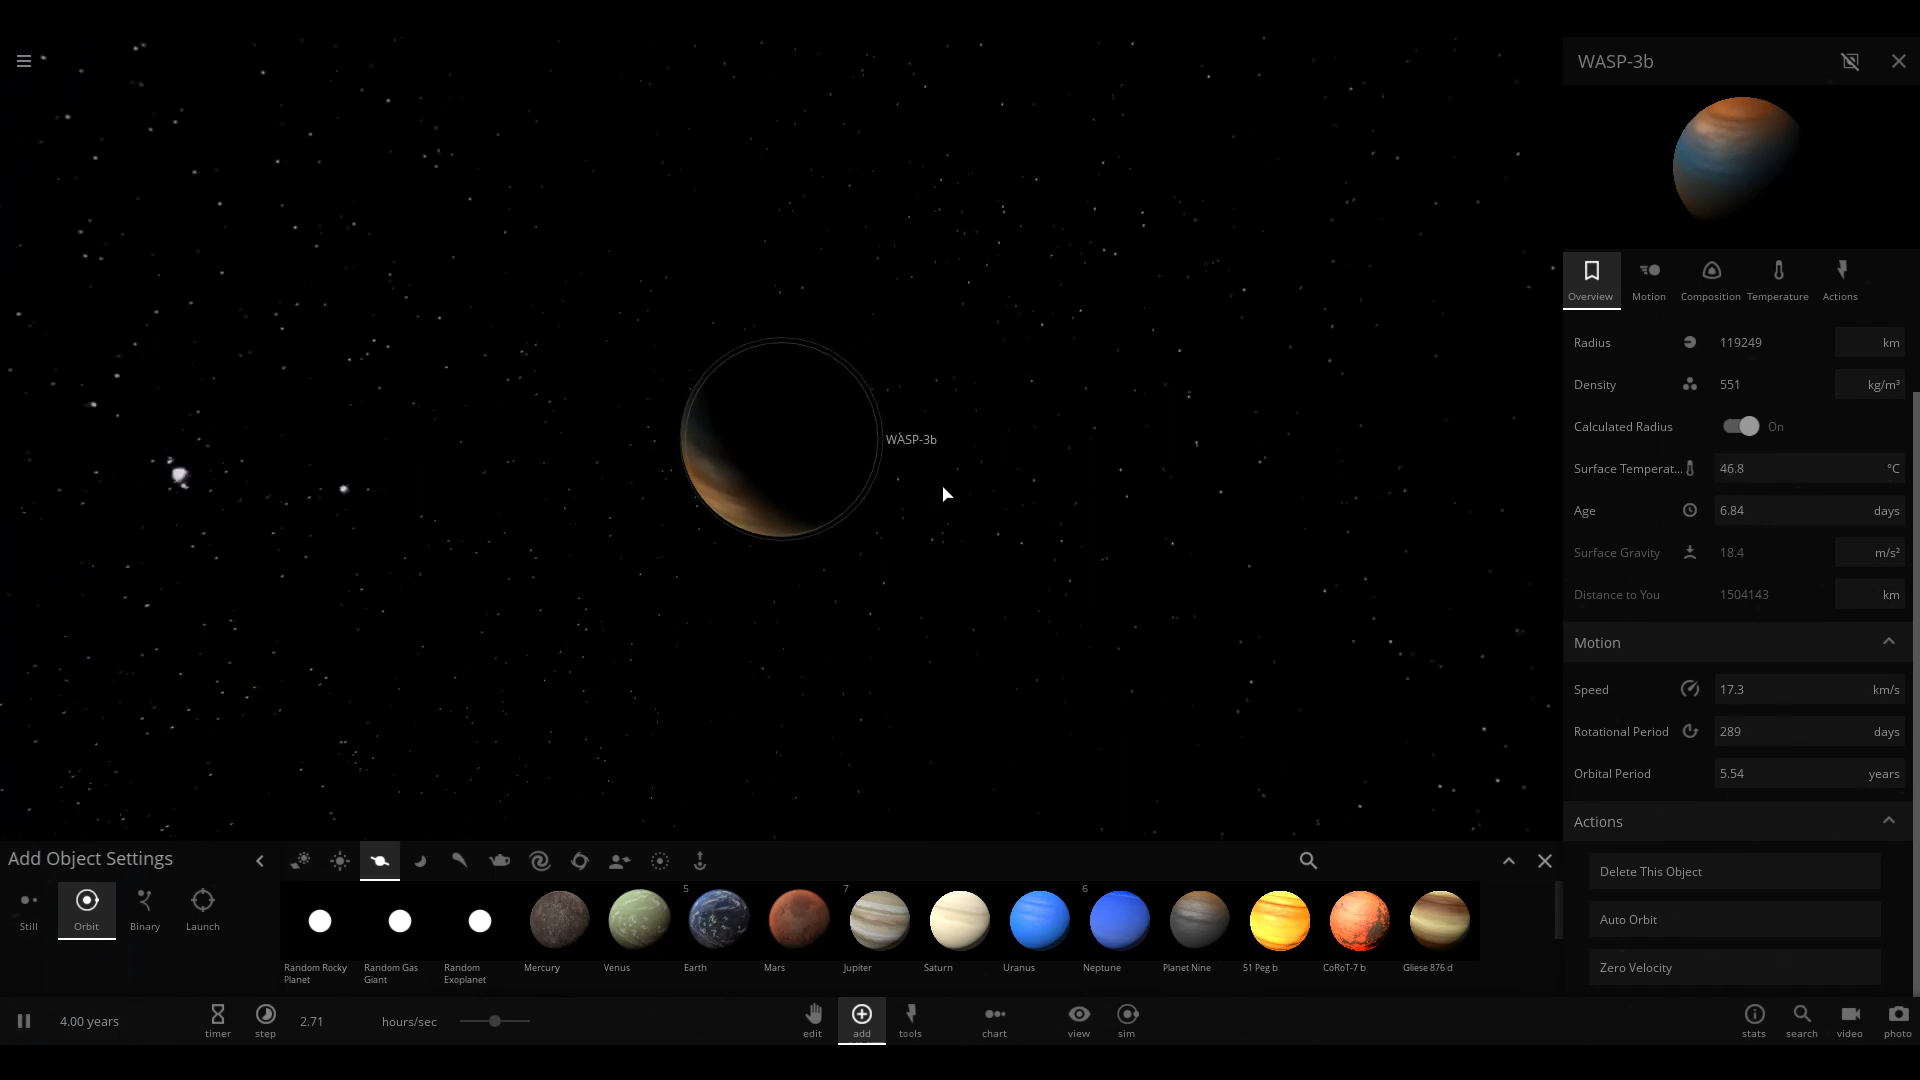 WASP-3b
WASP-3b
Overview Motion Composition Temperature Actions
Radius 119249 km
Density 551 kg/m³
Calculated Radius On
Surface Temperat... 46.8 °C
Age 6.84 days
Surface Gravity 18.4 m/s²
Distance to You 1504143 km
Motion
Speed 17.3 km/s
Rotational Period 289 days
Orbital Period 5.54 years
Actions
Delete This Object
Auto Orbit
Zero Velocity
Add Object Settings
Still Orbit Binary Launch
5 7 6
Random Rocky Planet
Random Gas Giant
Random Exoplanet
Mercury
Venus
Earth
Mars
Jupiter
Saturn
Uranus
Neptune
Planet Nine
51 Peg b
CoRoT-7 b
Gliese 876 d
4.00 years timer step 2.71 hours/sec edit add tools chart view sim stats search video photo